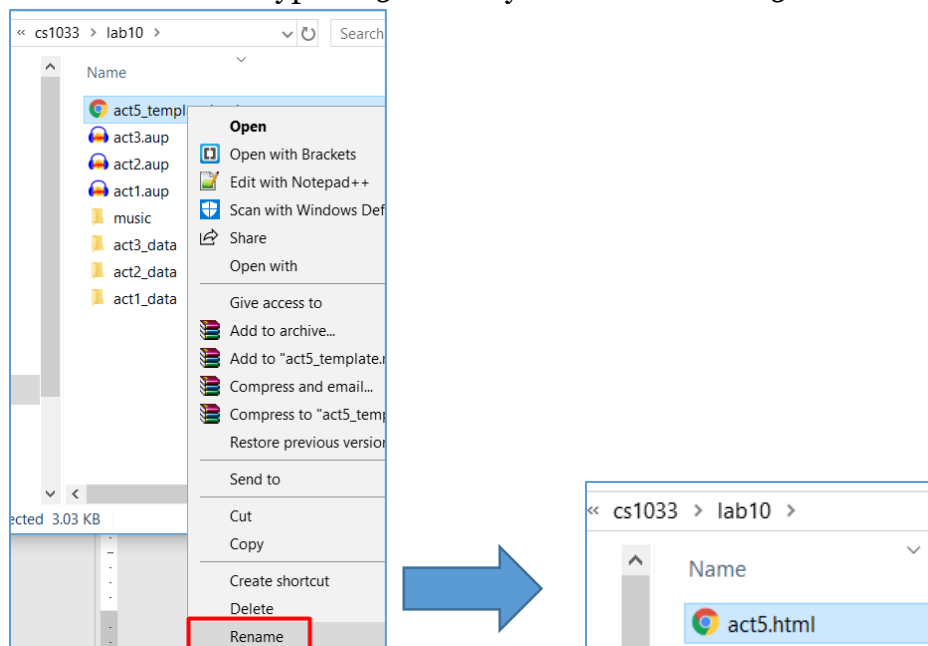 « cs1033 > lab10 >
Search
Name
act5_templ
act3.aup
act2.aup
act1.aup
music
act3_data
act2_data
act1_data
Open
Open with Brackets
Edit with Notepad++
Scan with Windows Def
Share
Open with
Give access to
Add to archive...
Add to "act5_template.r
Compress and email...
Compress to "act5_temp
Restore previous version
Send to
Cut
Copy
Create shortcut
Delete
Rename
ected 3.03 KB
« cs1033 > lab10 >
Name
act5.html